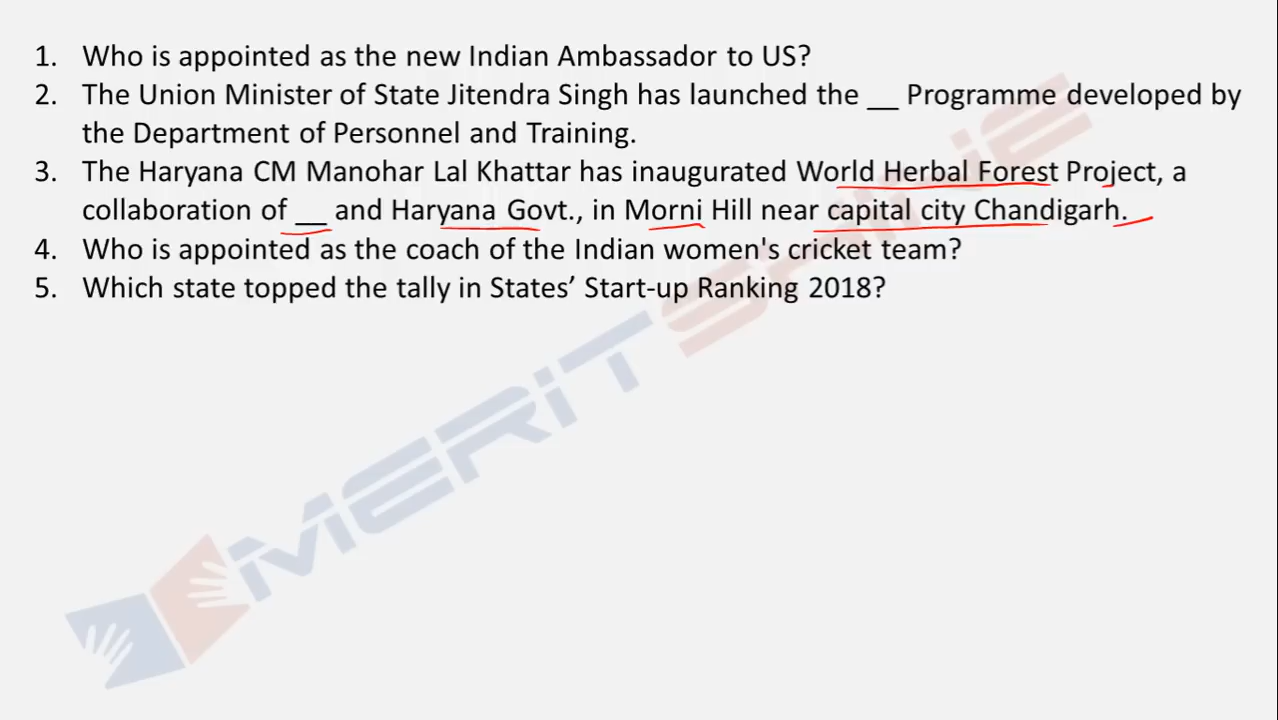 1. Who is appointed as the new Indian Ambassador to US?
2. The Union Minister of State Jitendra Singh has launched the __ Programme developed by
the Department of Personnel and Training.
3. The Haryana CM Manohar Lal Khattar has inaugurated World Herbal Forest Project, a
collaboration of __ and Haryana Govt., in Morni Hill near capital city Chandigarh.
4. Who is appointed as the coach of the Indian women's cricket team?
5. Which state topped the tally in States’ Start-up Ranking 2018?
MERITSHINE